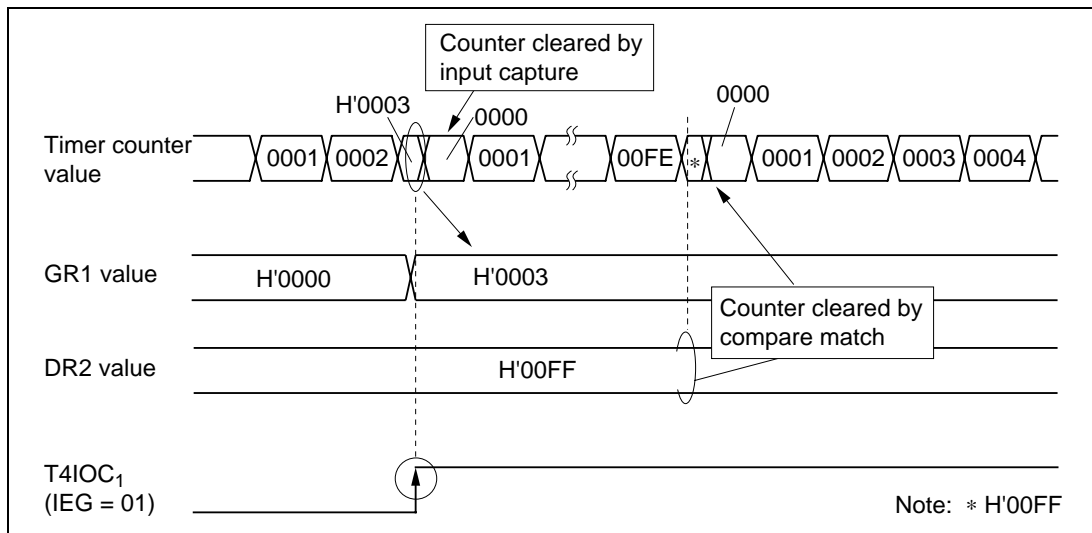 Counter cleared by
input capture
H'0003
0000
0000
Timer counter
value
0001 0002 0001 00FE * 0001 0002 0003 0004
GR1 value
H'0000
H'0003
Counter cleared by
compare match
DR2 value
H'00FF
T4IOC1
(IEG = 01)
Note: * H'00FF